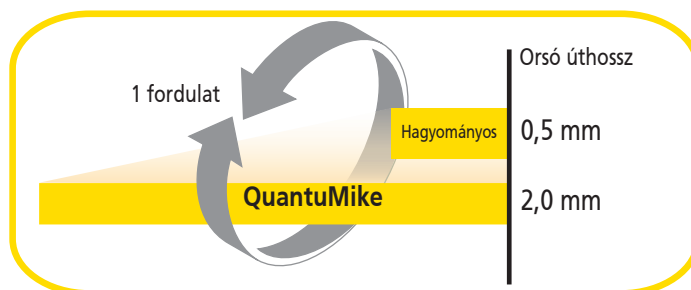 Orsó úthossz
1 fordulat
Hagyományos 0,5 mm
QuantuMike 2,0 mm